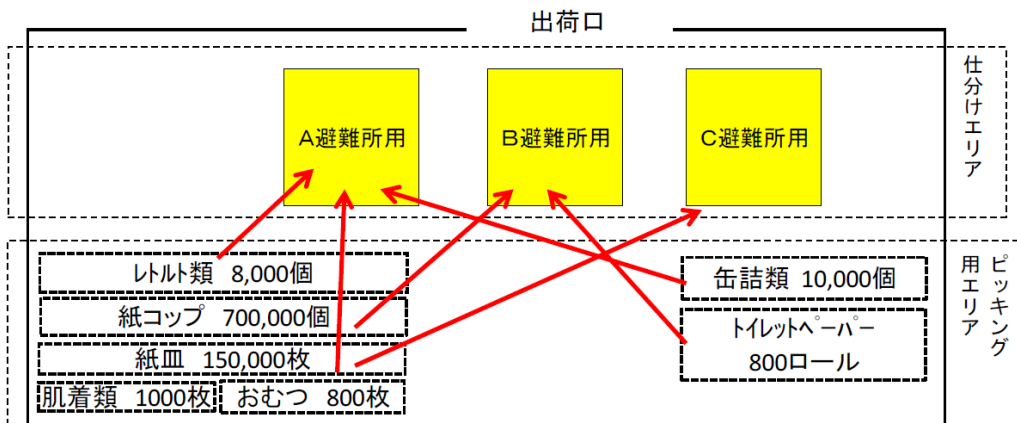 出荷口
A避難所用
B避難所用
C避難所用
仕分けエリア
レトルト類 8,000個
紙コップ 700,000個
紙皿 150,000枚
肌着類 1000枚
おむつ 800枚
缶詰類 10,000個
トイレットペーパー
800ロール
ピッキング
用エリア